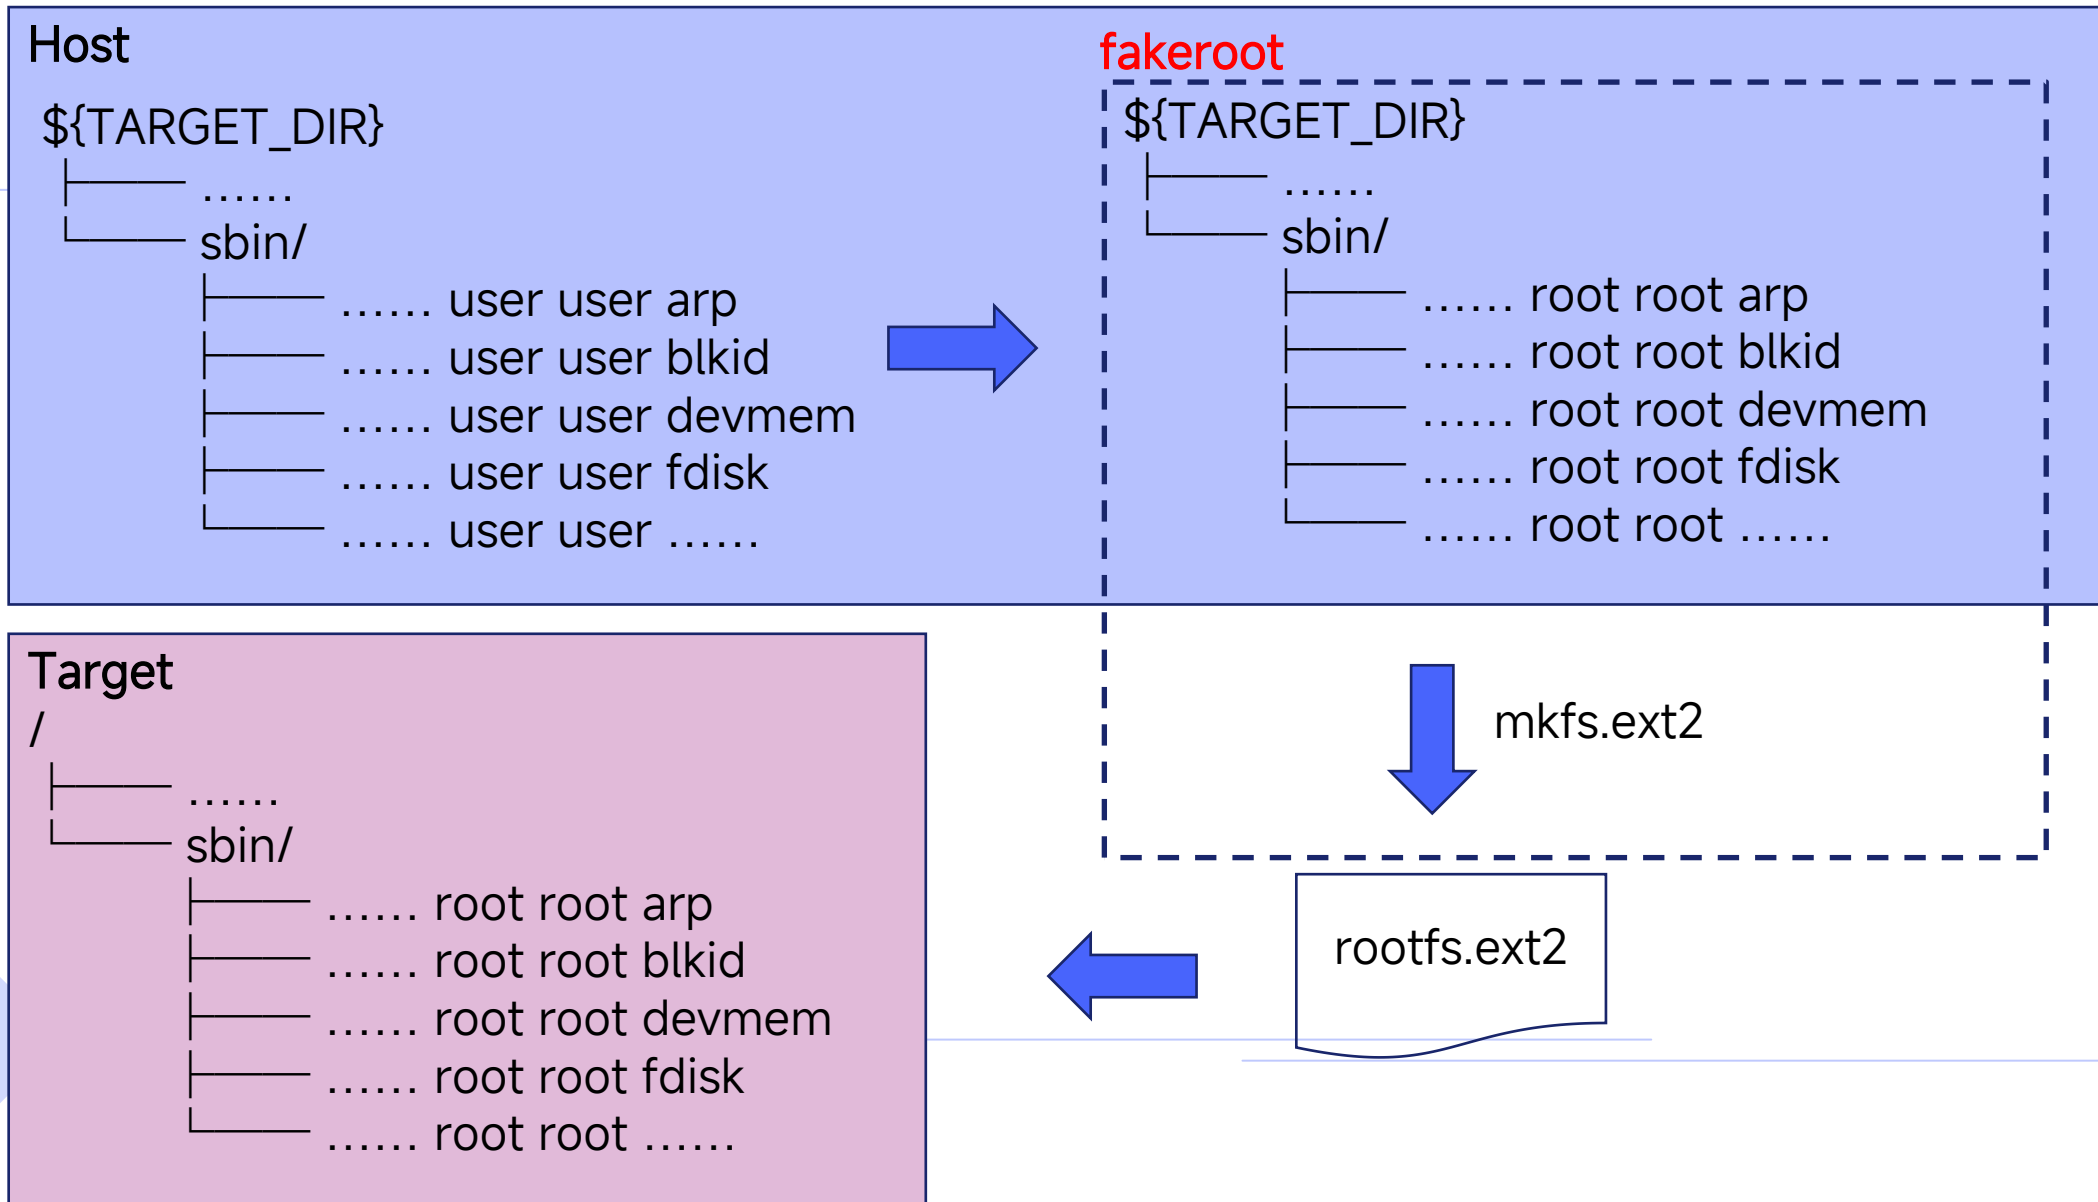 Host
${TARGET_DIR}
......
sbin/
...... user user arp
...... user user blkid
...... user user devmem
...... user user fdisk
...... user user ......
fakeroot
${TARGET_DIR}
......
sbin/
...... root root arp
...... root root blkid
...... root root devmem
...... root root fdisk
...... root root ......
mkfs.ext2
rootfs.ext2
Target
/
......
sbin/
...... root root arp
...... root root blkid
...... root root devmem
...... root root fdisk
...... root root ......